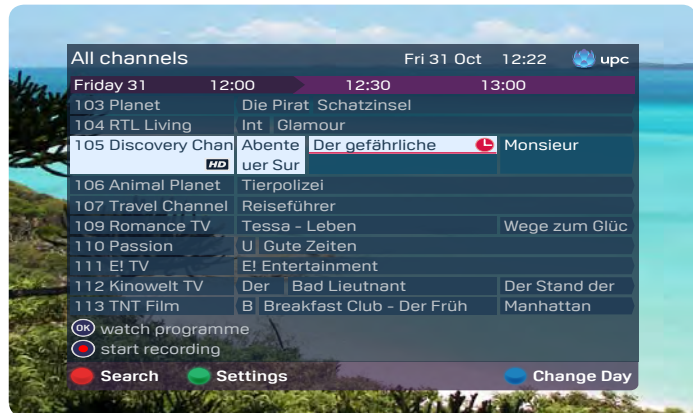 All channels Fri 31 Oct 12:22 upc
Friday 31 12:00 12:30 13:00
103 Planet Die Pirat Schatzinsel
104 RTL Living Int Glamour
105 Discovery Chan Abente Der gefährliche Monsieur
HD uer Sur
106 Animal Planet Tierpolizei
107 Travel Channel Reiseführer
109 Romance TV Tessa - Leben Wege zum Glüc
110 Passion U Gute Zeiten
111 E! TV E! Entertainment
112 Kinowelt TV Der Bad Lieutnant Der Stand der
113 TNT Film B Breakfast Club - Der Früh Manhattan
OK watch programme
start recording
Search Settings Change Day